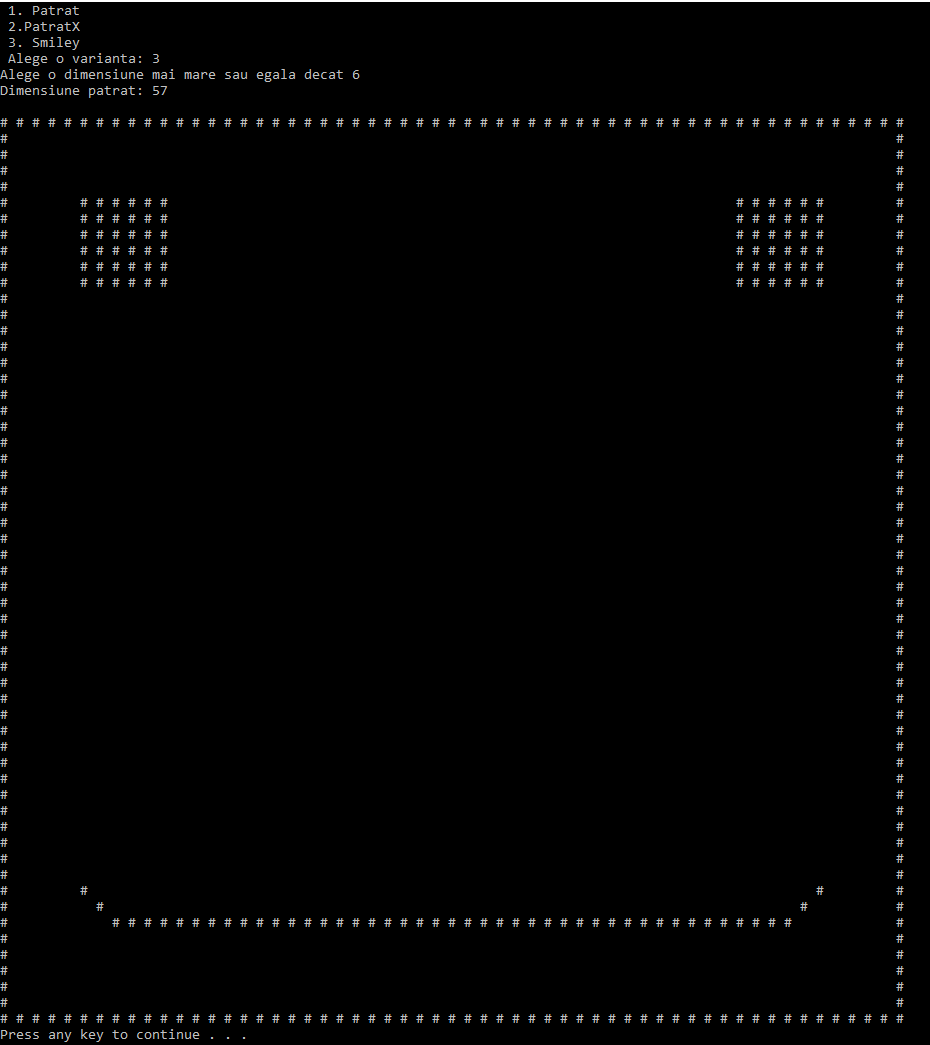 1. Patrat
2.PatratX
3. Smiley
Alege o varianta: 3
Alege o dimensiune mai mare sau egala decat 6
Dimensiune patrat: 57
Press any key to continue . . .